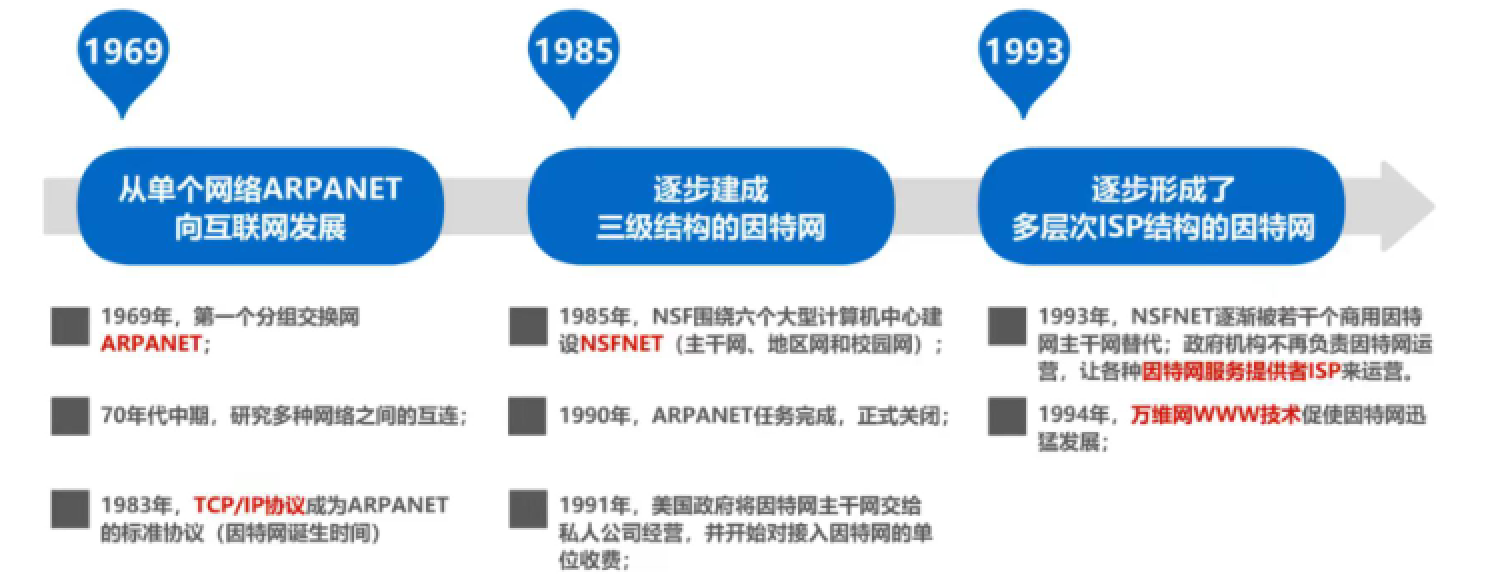 1969
从单个网络ARPANET
向互联网发展
1969年，第一个分组交换网
ARPANET；
70年代中期，研究多种网络之间的互连；
1983年，TCP/IP协议成为ARPANET
的标准协议（因特网诞生时间）
1985
逐步建成
三级结构的因特网
1985年，NSF围绕六个大型计算机中心建
设NSFNET（主干网、地区网和校园网）；
1990年，ARPANET任务完成，正式关闭；
1991年，美国政府将因特网主干网交给
私人公司经营，并开始对接入因特网的单
位收费；
1993
逐步形成了
多层次ISP结构的因特网
1993年，NSFNET逐渐被若干个商用因特
网主干网替代；政府机构不再负责因特网运
营，让各种因特网服务提供者ISP来运营。
1994年，万维网WWW技术促使因特网迅
猛发展；